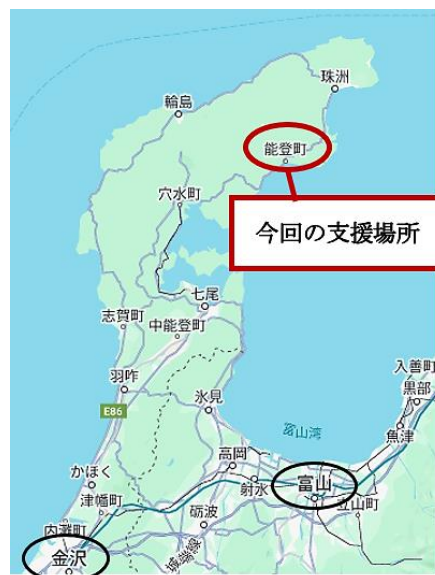 珠洲
輪島
能登町
穴水町
今回の支援場所
七尾
志賀町
中能登町
羽咋
入善町
黒部
E86
氷見
魚津
富山湾
高岡
富山
かほく
射水
立山町
津幡町
砺波
内灘町
金沢